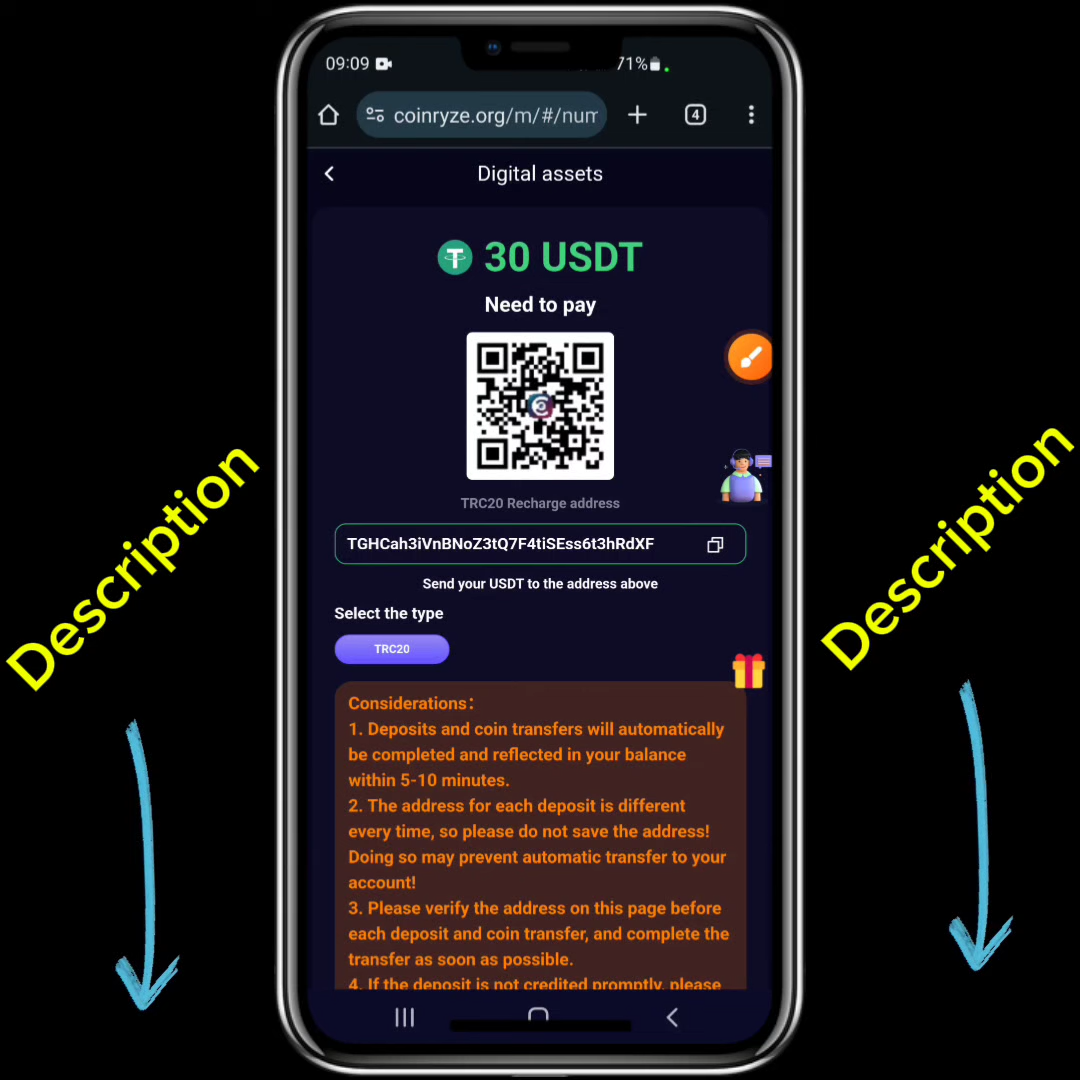 09:09
71%
coinryze.org/m/#/num
4
Digital assets
30 USDT
Need to pay
TRC20 Recharge address
TGHCah3iVnBNoZ3tQ7F4tiSEss6t3hRdXF
Send your USDT to the address above
Select the type
TRC20
Considerations:
1. Deposits and coin transfers will automatically
be completed and reflected in your balance
within 5-10 minutes.
2. The address for each deposit is different
every time, so please do not save the address!
Doing so may prevent automatic transfer to your
account!
3. Please verify the address on this page before
each deposit and coin transfer, and complete the
transfer as soon as possible.
4. If the deposit is not credited promptly, please
Description
Description